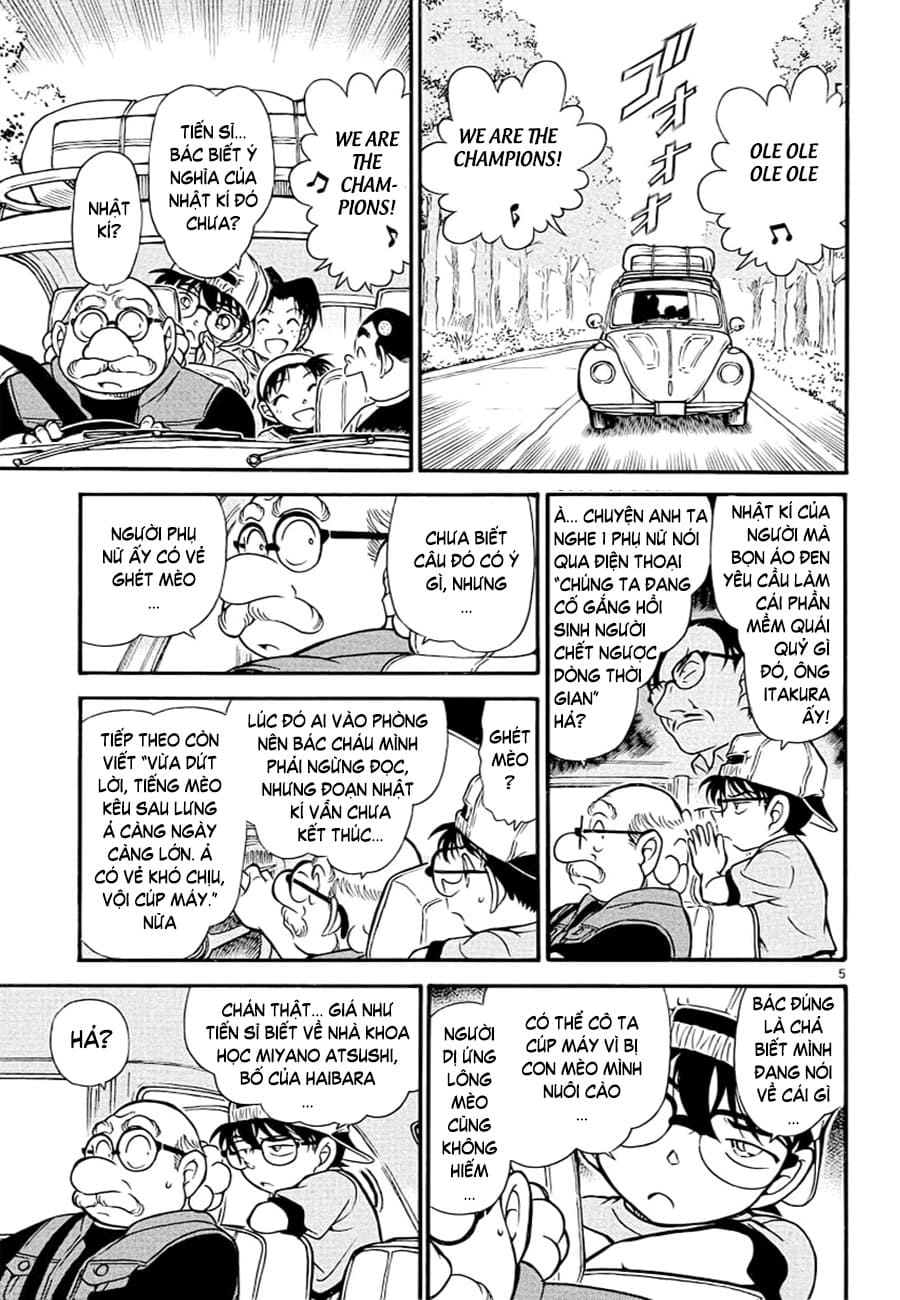 OLE OLE
OLE OLE
WE ARE THE
CHAMPIONS!
ゴオオオオ
WE ARE
THE
CHAM-
PIONS!
TIẾN SĨ...
BÁC BIẾT Ý
NGHĨA CỦA
NHẬT KÍ ĐÓ
CHƯA?
NHẬT
KÍ?
NHẬT KÍ CỦA
NGƯỜI MÀ
BỌN ÁO ĐEN
YÊU CẦU LÀM
CÁI PHẦN
MỀM QUÁI
QUỶ GÌ
ĐÓ, ÔNG
ITAKURA
ẤY!
À... CHUYỆN ANH TA
NGHE 1 PHỤ NỮ NÓI
QUA ĐIỆN THOẠI
“CHÚNG TA ĐANG
CỐ GẮNG HỒI
SINH NGƯỜI
CHẾT NGƯỢC
DÒNG THỜI
GIAN”
HẢ?
CHƯA BIẾT
CÂU ĐÓ CÓ Ý
GÌ, NHƯNG
...
NGƯỜI PHỤ
NỮ ẤY CÓ VẺ
GHÉT MÈO
...
GHÉT
MÈO
?
LÚC ĐÓ AI VÀO PHÒNG
NÊN BÁC CHÁU MÌNH
PHẢI NGỪNG ĐỌC,
NHƯNG ĐOẠN NHẬT
KÍ VẪN CHƯA
KẾT THÚC...
TIẾP THEO CÒN
VIẾT “VỪA DỨT
LỜI, TIẾNG MÈO
KÊU SAU LƯNG
Ả CÀNG NGÀY
CÀNG LỚN. Ả
CÓ VẺ KHÓ CHỊU,
VỘI CÚP MÁY.”
NỮA
5
BÁC ĐÚNG
LÀ CHẢ
BIẾT MÌNH
ĐANG NÓI
VỀ CÁI GÌ
...
CÓ THỂ CÔ TA
CÚP MÁY VÌ BỊ
CON MÈO MÌNH
NUÔI CÀO
...
NGƯỜI
DỊ ỨNG
LÔNG
MÈO
CŨNG
KHÔNG
HIẾM
...
CHÁN THẬT... GIÁ NHƯ
TIẾN SĨ BIẾT VỀ NHÀ KHOA
HỌC MIYANO ATSUSHI,
BỐ CỦA HAIBARA
...
HẢ?